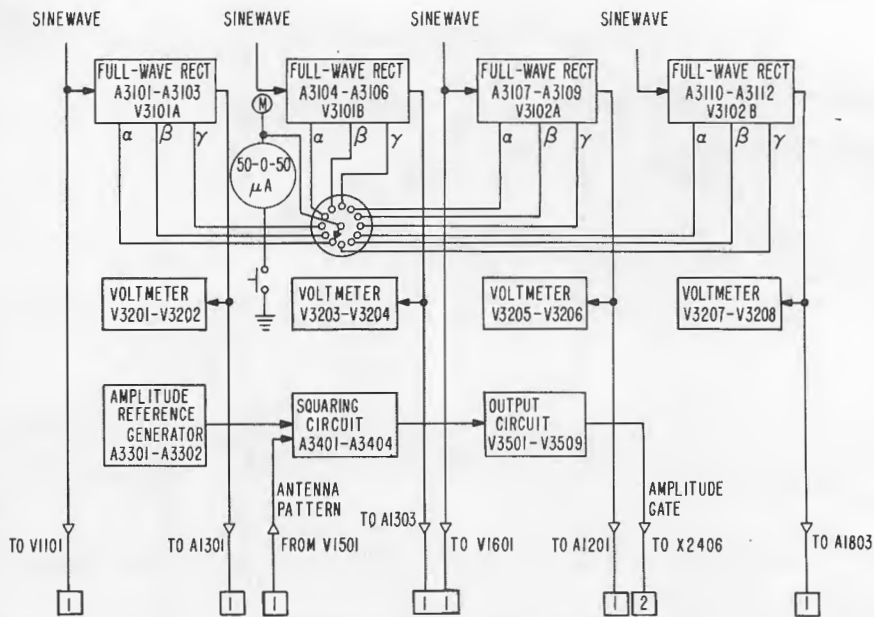 SINEWAVE
SINEWAVE
SINEWAVE
SINEWAVE
FULL-WAVE RECT
A3101-A3103
V3101A
FULL-WAVE RECT
A3104-A3106
V3101B
FULL-WAVE RECT
A3107-A3109
V3102A
FULL-WAVE RECT
A3110-A3112
V3102B
M
α β γ
α β γ
α β γ
α β γ
50-0-50
μA
VOLTMETER
V3201-V3202
VOLTMETER
V3203-V3204
VOLTMETER
V3205-V3206
VOLTMETER
V3207-V3208
AMPLITUDE
REFERENCE
GENERATOR
A3301-A3302
SQUARING
CIRCUIT
A3401-A3404
OUTPUT
CIRCUIT
V3501-V3509
ANTENNA
PATTERN
AMPLITUDE
GATE
TO V1101
TO A1301
FROM V1501
TO A1303
TO V1601
TO A1201
TO X2406
TO A1803
1
1
1
1
1
1
2
1